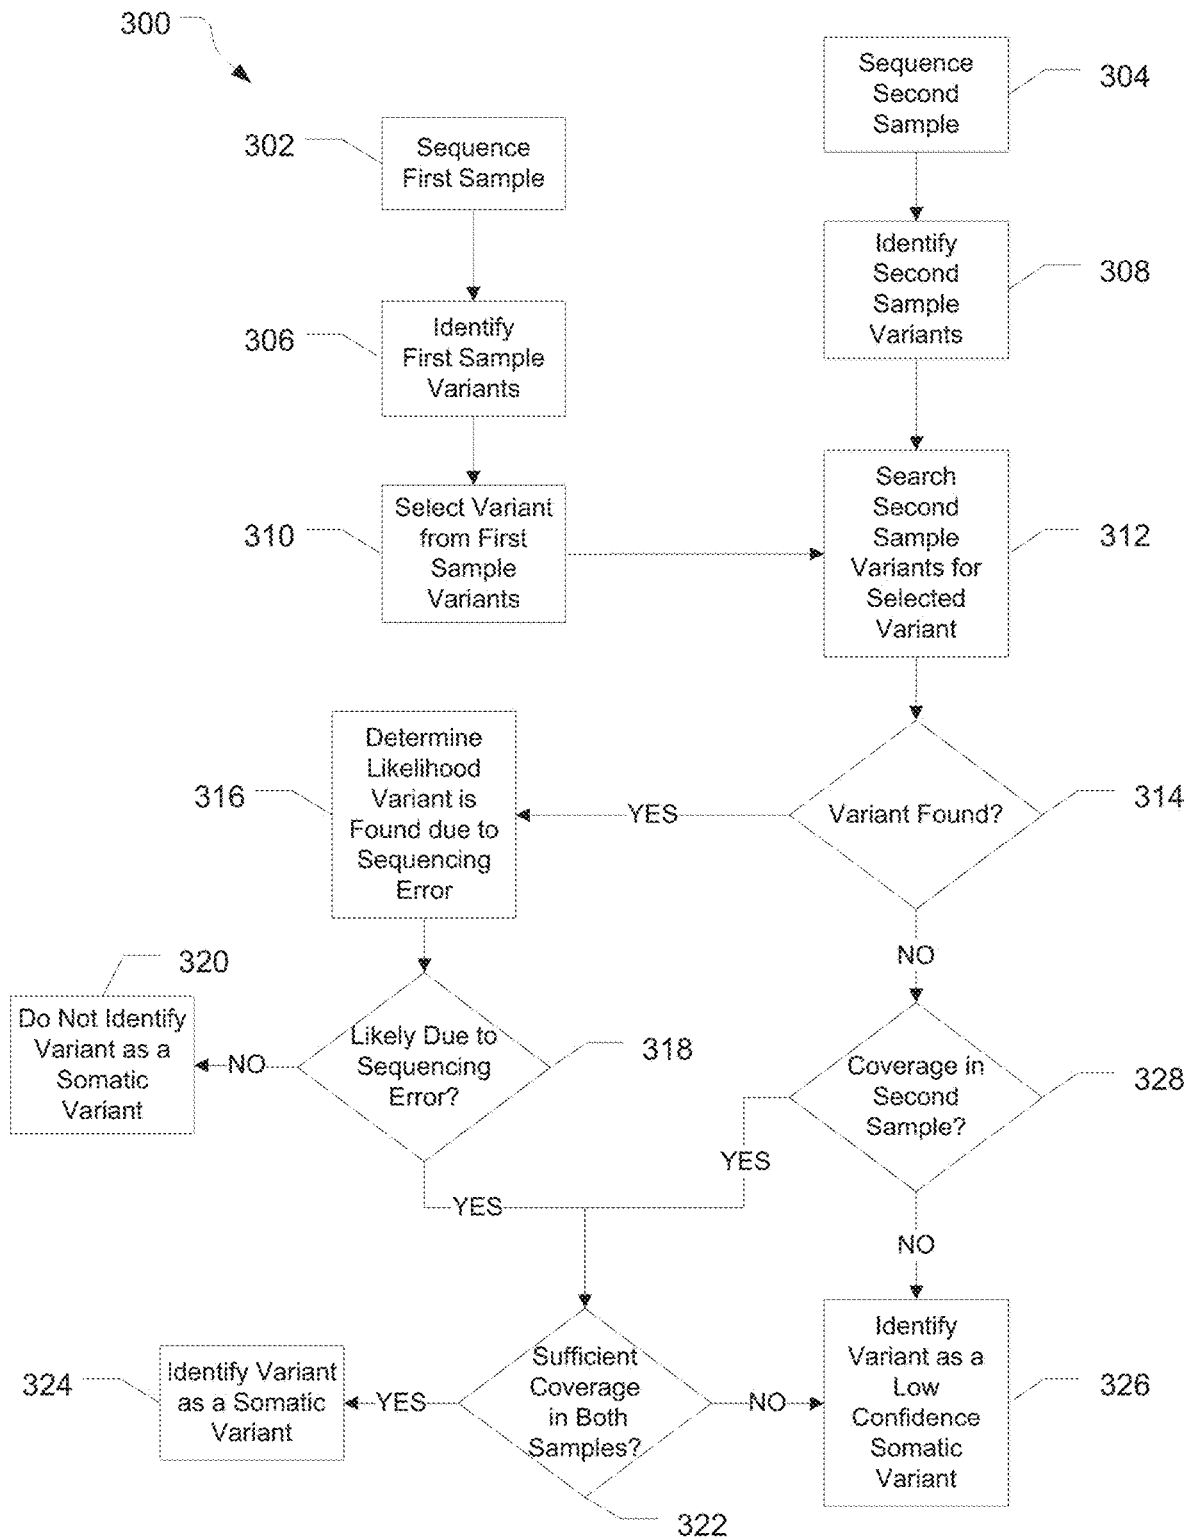 300
Sequence
Second
Sample
304
302
Sequence
First Sample
Identify
Second
Sample
Variants
308
306
Identify
First Sample
Variants
310
Select Variant
from First
Sample
Variants
Search
Second
Sample
Variants for
Selected
Variant
312
316
Determine
Likelihood
Variant is
Found due to
Sequencing
Error
YES
Variant Found?
314
NO
320
Do Not Identify
Variant as a
Somatic
Variant
NO
Likely Due to
Sequencing
Error?
318
Coverage in
Second
Sample?
328
YES
YES
NO
324
Identify Variant
as a Somatic
Variant
YES
Sufficient
Coverage
in Both
Samples?
NO
322
Identify
Variant as a
Low
Confidence
Somatic
Variant
326